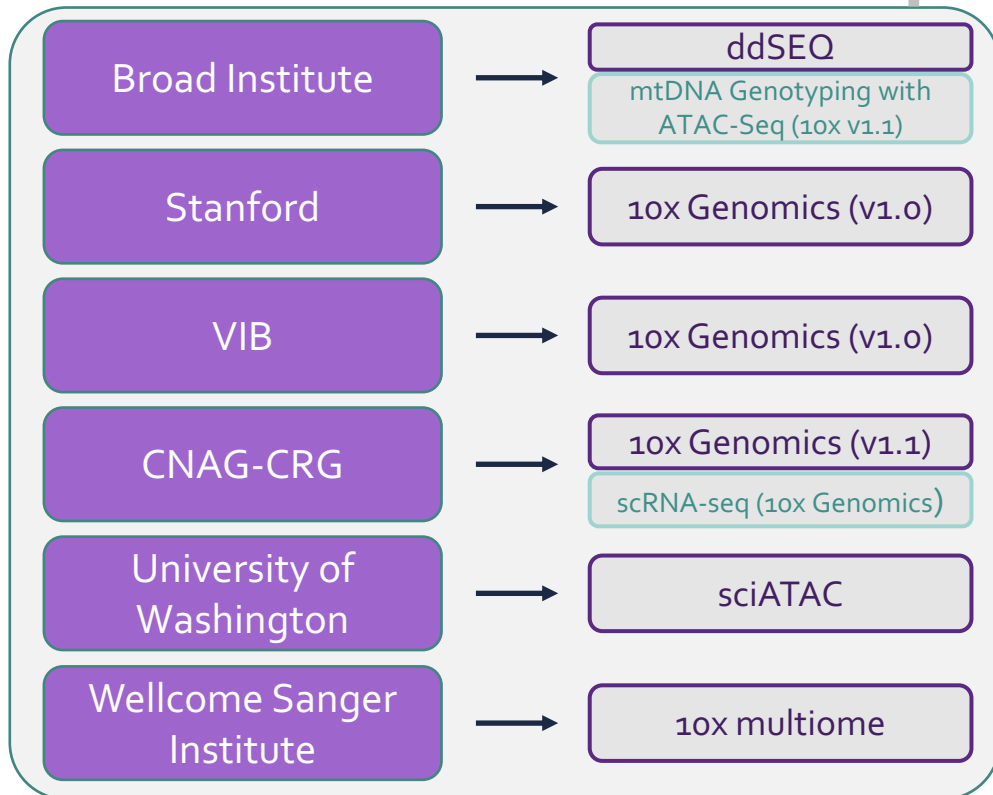 Broad Institute
ddSEQ
mtDNA Genotyping with
ATAC-Seq (10x v1.1)
Stanford
10x Genomics (v1.0)
VIB
10x Genomics (v1.0)
CNAG-CRG
10x Genomics (v1.1)
scRNA-seq (10x Genomics)
University of
Washington
sciATAC
Wellcome Sanger
Institute
10x multiome